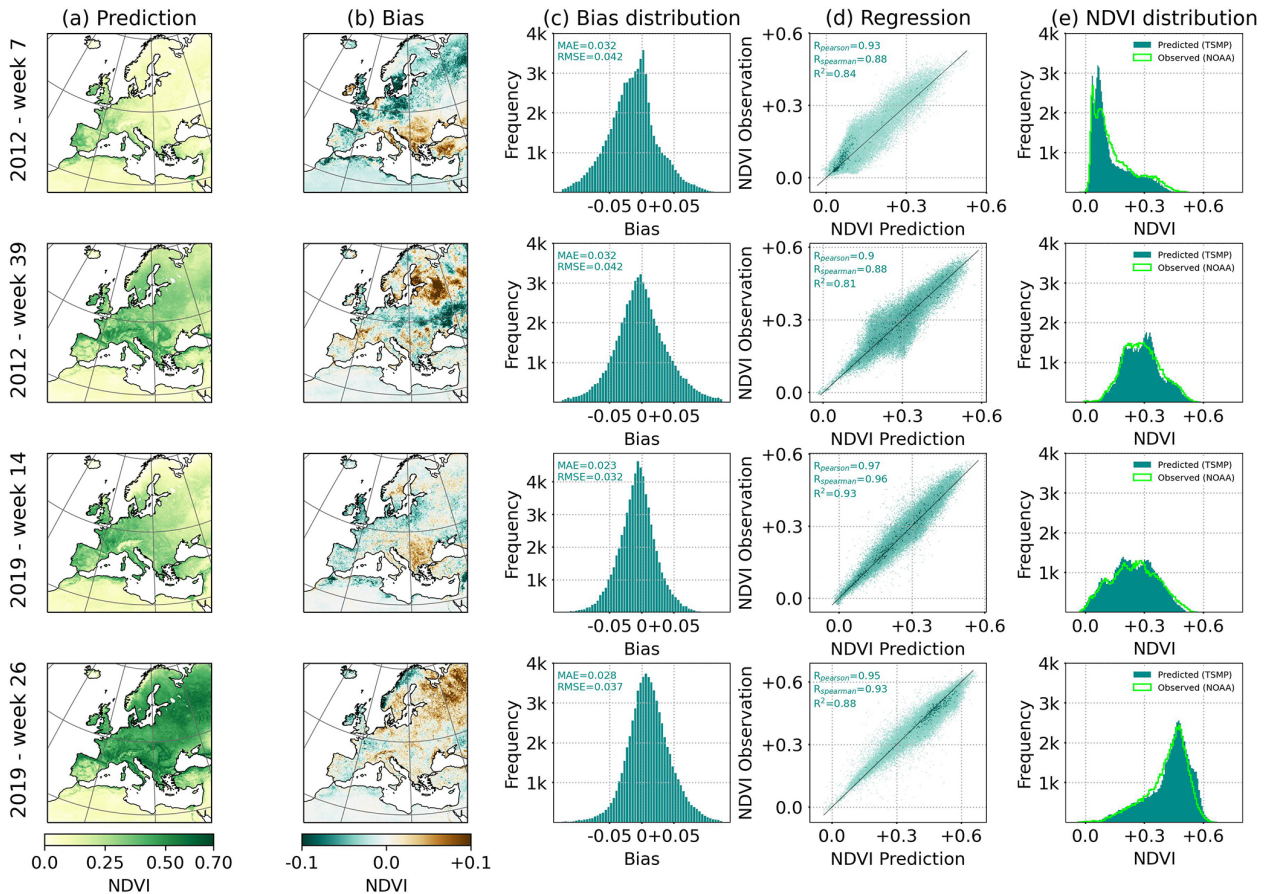 (a) Prediction
(b) Bias
(c) Bias distribution
(d) Regression
(e) NDVI distribution
2012 - week 7
4k
3k
2k
1k
Frequency
MAE=0.032
RMSE=0.042
-0.05 0+0.05
Bias
+0.6
+0.3
0.0
NDVI Observation
Rpearson=0.93
Rspearman=0.88
R2=0.84
0.0 +0.3 +0.6
NDVI Prediction
4k
3k
2k
1k
Frequency
Predicted (TSMP)
Observed (NOAA)
0.0 +0.3 +0.6
NDVI
2012 - week 39
4k
3k
2k
1k
Frequency
MAE=0.032
RMSE=0.042
-0.05 0+0.05
Bias
+0.6
+0.3
0.0
NDVI Observation
Rpearson=0.9
Rspearman=0.88
R2=0.81
0.0 +0.3 +0.6
NDVI Prediction
4k
3k
2k
1k
Frequency
Predicted (TSMP)
Observed (NOAA)
0.0 +0.3 +0.6
NDVI
2019 - week 14
4k
3k
2k
1k
Frequency
MAE=0.023
RMSE=0.032
-0.05 0+0.05
Bias
+0.6
+0.3
0.0
NDVI Observation
Rpearson=0.97
Rspearman=0.96
R2=0.93
0.0 +0.3 +0.6
NDVI Prediction
4k
3k
2k
1k
Frequency
Predicted (TSMP)
Observed (NOAA)
0.0 +0.3 +0.6
NDVI
2019 - week 26
4k
3k
2k
1k
Frequency
MAE=0.028
RMSE=0.037
-0.05 0+0.05
Bias
+0.6
+0.3
0.0
NDVI Observation
Rpearson=0.95
Rspearman=0.93
R2=0.88
0.0 +0.3 +0.6
NDVI Prediction
4k
3k
2k
1k
Frequency
Predicted (TSMP)
Observed (NOAA)
0.0 +0.3 +0.6
NDVI
0.0 0.25 0.50 0.70
NDVI
-0.1 0.0 +0.1
NDVI